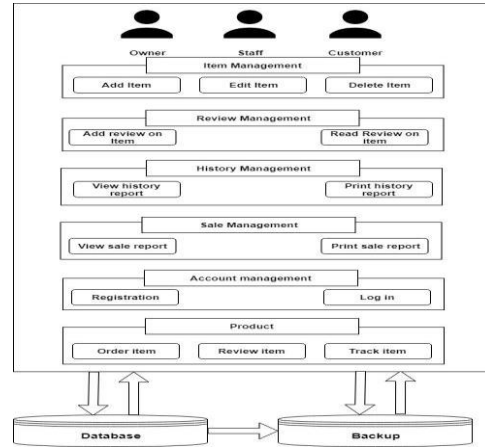 Owner Staff Customer
Item Management
Add Item Edit Item Delete Item
Review Management
Add review on Item
Read Review on Item
History Management
View history report
Print history report
Sale Management
View sale report Print sale report
Account management
Registration Log in
Product
Order item Review item Track item
Database Backup